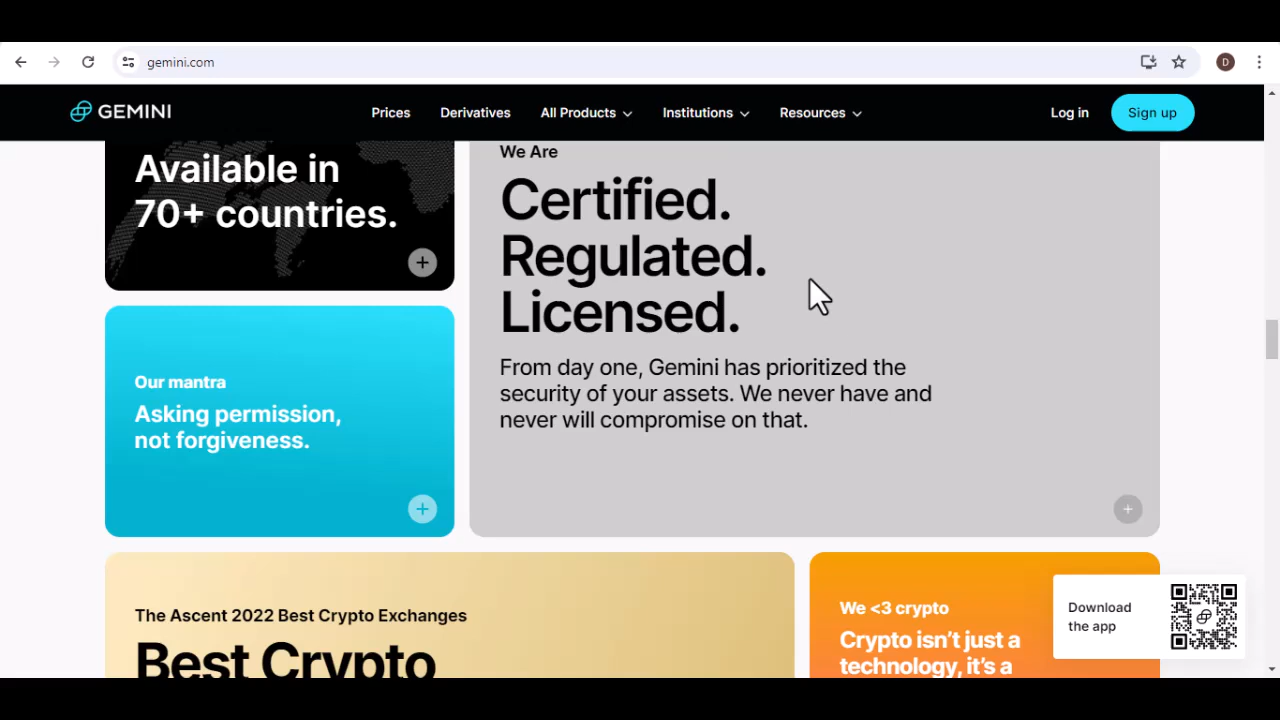 gemini.com
D
GEMINI
Prices
Derivatives
All Products
Institutions
Resources
Log in
Sign up
Available in
70+ countries.
We Are
Certified.
Regulated.
Licensed.
From day one, Gemini has prioritized the
security of your assets. We never have and
never will compromise on that.
Our mantra
Asking permission,
not forgiveness.
The Ascent 2022 Best Crypto Exchanges
Best Crypto
We <3 crypto
Crypto isn't just a
technology, it's a
Download
the app